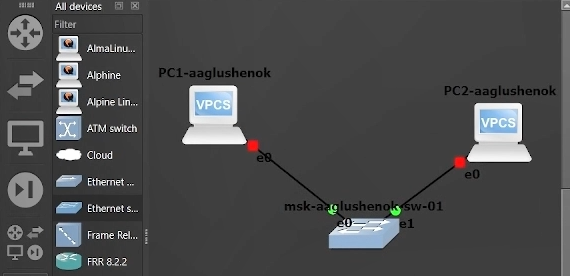 All devices
Filter
AlmaLinu...
Alphine
Alpine Lin...
ATM switch
Cloud
Ethernet ...
Ethernet s...
Frame Rel...
FRR 8.2.2
PC1-aaglushenok
VPCS
e0
PC2-aaglushenok
VPCS
e0
msk-aaglushenok-sw-01
e0
e1